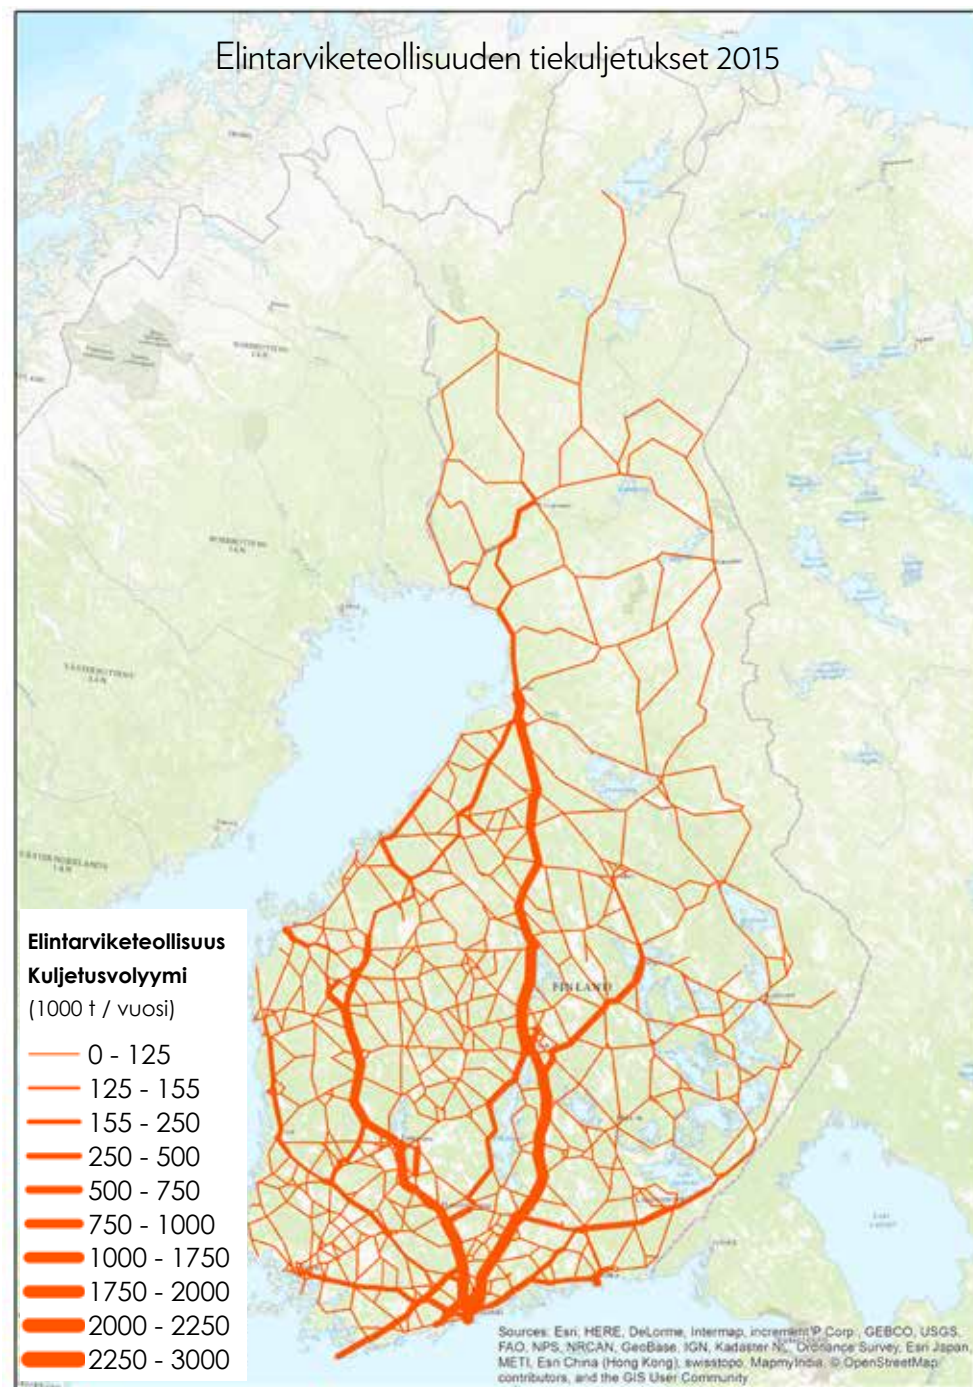 Elintarviketeollisuuden tiekuljetukset 2015
FINLAND
Elintarviketeollisuus
Kuljetusvolyymi
(1000 t / vuosi)
0 - 125
125 - 155
155 - 250
250 - 500
500 - 750
750 - 1000
1000 - 1750
1750 - 2000
2000 - 2250
2250 - 3000
Sources: Esri, HERE, DeLorme, Intermap, increment P Corp., GEBCO, USGS,
FAO, NPS, NRCAN, GeoBase, IGN, Kadaster NL, Ordnance Survey, Esri Japan,
METI, Esri China (Hong Kong), swisstopo, MapmyIndia, © OpenStreetMap
contributors, and the GIS User Community